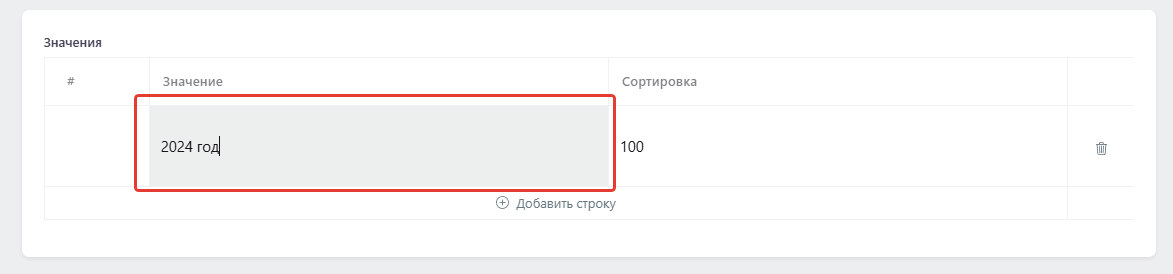 Значения
# Значение Сортировка
2024 год 100
Добавить строку